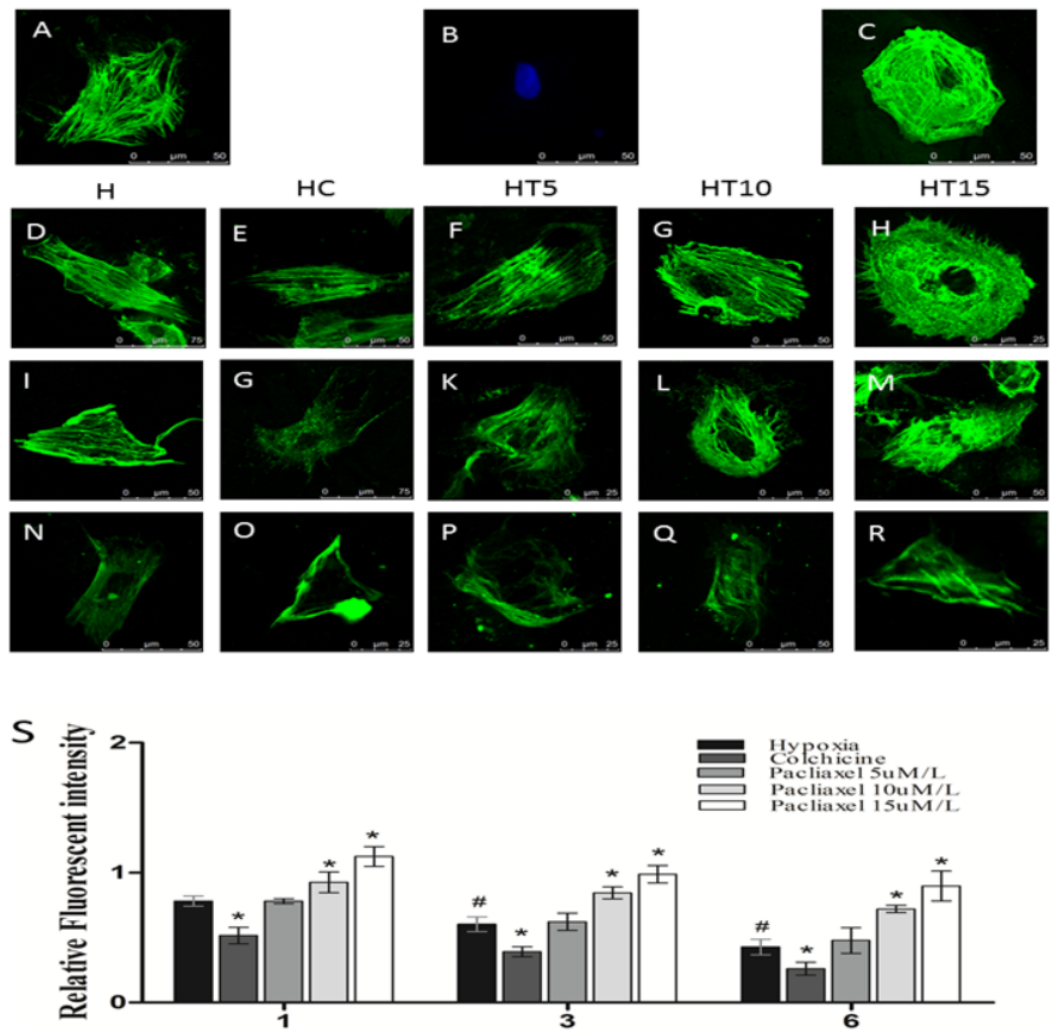 A B C
0 µm 50 0 µm 50 0 µm 50
H HC HT5 HT10 HT15
D E F G H
0 µm 75 0 µm 50 0 µm 50 0 µm 50 0 µm 25
I G K L M
0 µm 50 0 µm 75 0 µm 25 0 µm 50 0 µm 50
N O P Q R
0 µm 50 0 µm 25 0 µm 25 0 µm 25 0 µm 25
S
Relative Fluorescent intensity
2
1
0
Hypoxia
Colchicine
Pacliaxel 5uM/L
Pacliaxel 10uM/L
Pacliaxel 15uM/L
* * *
# * * *
# * * *
1 3 6